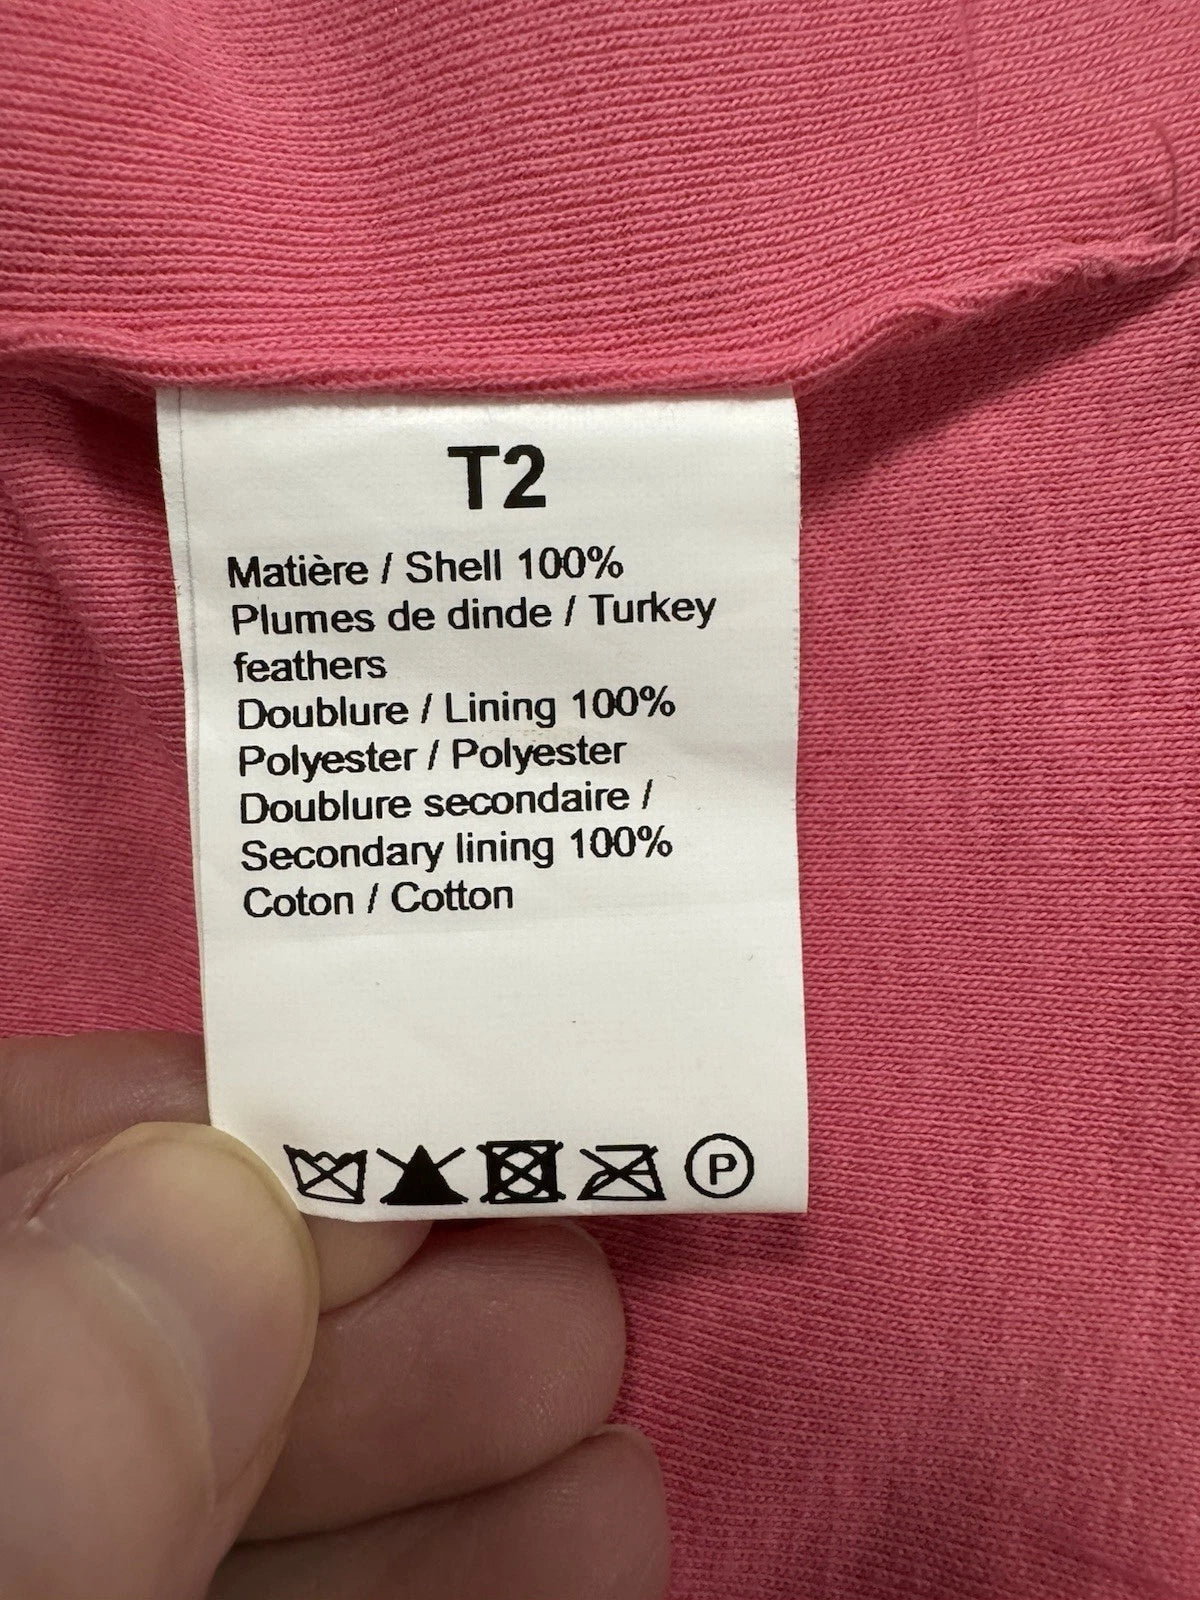 T2
Matière / Shell 100%
Plumes de dinde / Turkey
feathers
Doublure / Lining 100%
Polyester / Polyester
Doublure secondaire /
Secondary lining 100%
Coton / Cotton
P